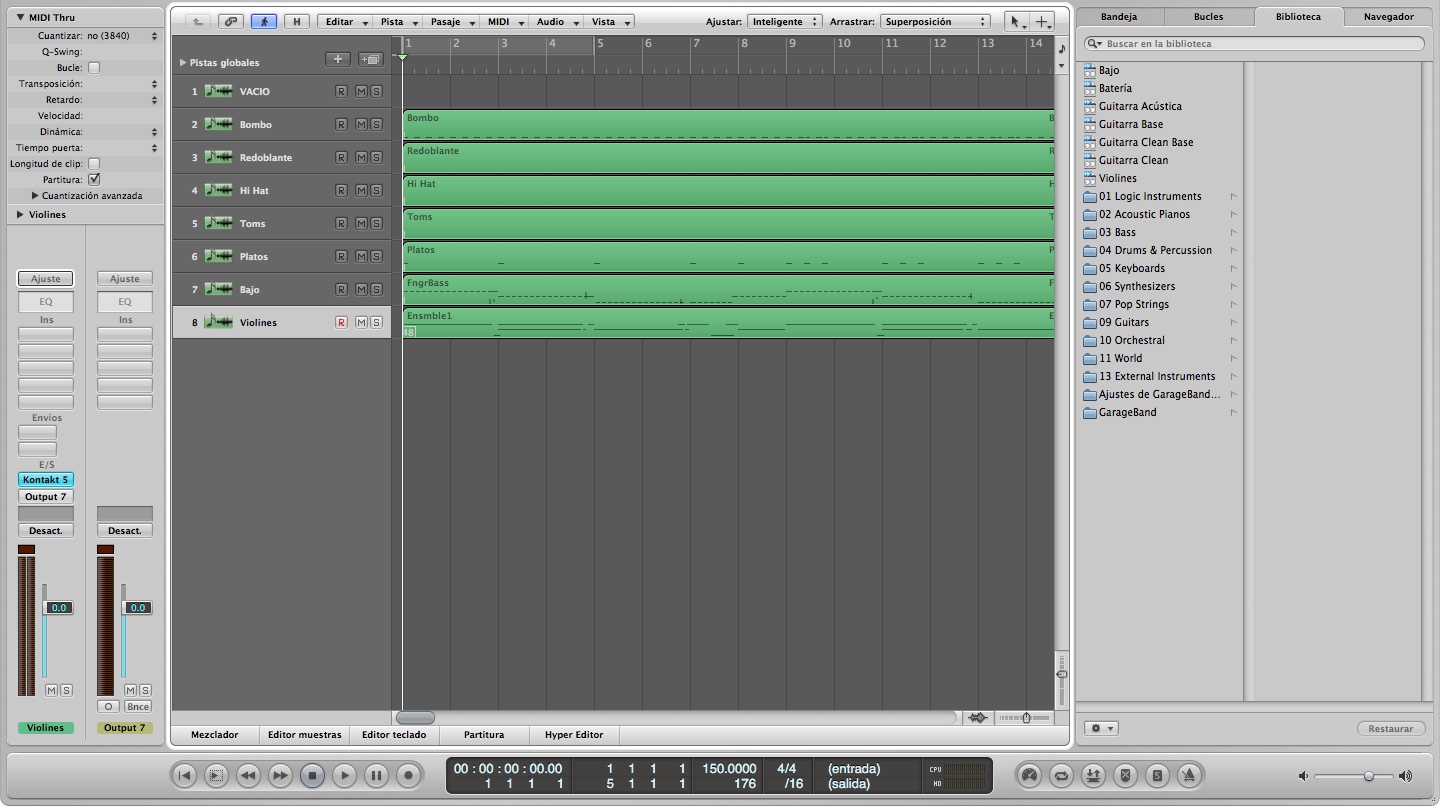 MIDI Thru
Cuantizar: no (3840)
Q-Swing:
Bucle:
Transposición:
Retardo:
Velocidad:
Dinámica:
Tiempo puerta:
Longitud de clip:
Partitura:
Cuantización avanzada
Violines
Ajuste Ajuste
EQ EQ
Ins Ins
Envíos
E/S
Kontakt 5
Output 7
Desact. Desact.
0.0 0.0
M S M S
O Bnce
Violines Output 7
H Editar Pista Pasaje MIDI Audio Vista Ajustar: Inteligente Arrastrar: Superposición
1 2 3 4 5 6 7 8 9 10 11 12 13 14
Pistas globales
1 VACIO R M S
2 Bombo R M S
3 Redoblante R M S
4 Hi Hat R M S
5 Toms R M S
6 Platos R M S
7 Bajo R M S
8 Violines R M S
Bombo B
Redoblante R
Hi Hat H
Toms T
Platos P
FngrBass F
Ensmble1 E
Mezclador Editor muestras Editor teclado Partitura Hyper Editor
Bandeja Bucles Biblioteca Navegador
Buscar en la biblioteca
Bajo
Batería
Guitarra Acústica
Guitarra Base
Guitarra Clean Base
Guitarra Clean
Violines
01 Logic Instruments
02 Acoustic Pianos
03 Bass
04 Drums & Percussion
05 Keyboards
06 Synthesizers
07 Pop Strings
09 Guitars
10 Orchestral
11 World
13 External Instruments
Ajustes de GarageBand...
GarageBand
Restaurar
00 : 00 : 00 : 00.00 1 1 1 1 150.0000 4/4 (entrada) CPU
1 1 1 1 5 1 1 1 176 /16 (salida) HD
S